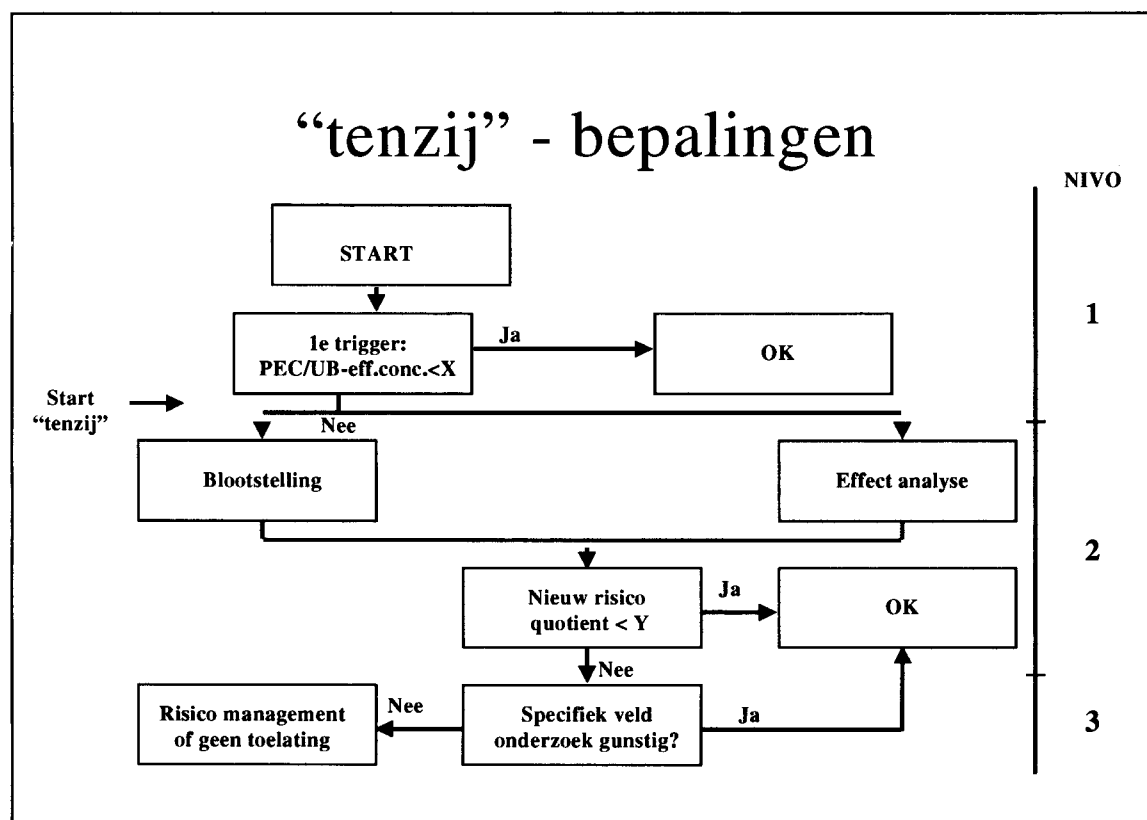 “tenzij” - bepalingen
NIVO
START
1
1e trigger:
PEC/UB-eff.conc.<X
Ja
OK
Start
“tenzij”
Nee
Blootstelling
Effect analyse
2
Nieuw risico
quotient < Y
Ja
OK
Nee
Risico management
of geen toelating
Nee
Specifiek veld
onderzoek gunstig?
Ja
3